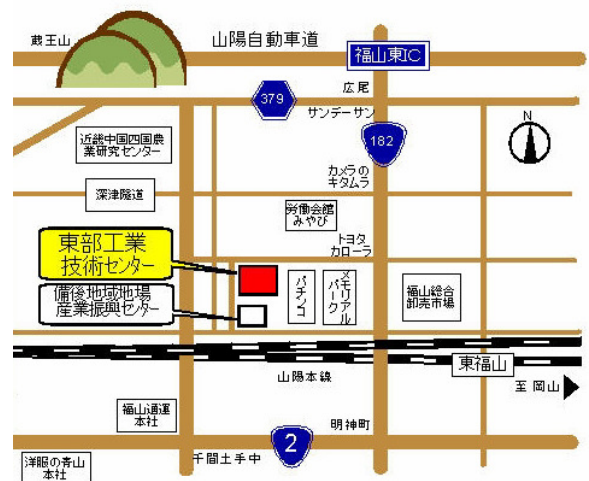 蔵王山
山陽自動車道
福山東IC
広尾
379
サンデーサン
N
182
近畿中国四国農
業研究センター
カメラの
キタムラ
深津隧道
労働会館
みやび
トヨタ
カローラ
東部工業
技術センター
備後地域地場
産業振興センター
パチンコ
メモリアル
パーク
福山総合
卸売市場
東福山
山陽本線
至岡山
福山通運
本社
明神町
2
千間土手中
洋服の青山
本社